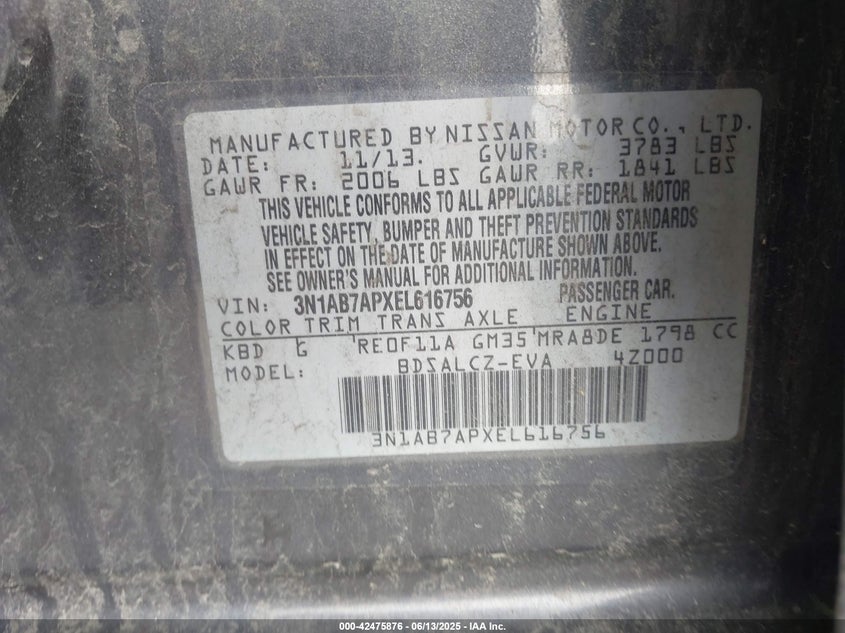 MANUFACTURED BY NISSAN MOTOR CO., LTD.
DATE: 11/13. GVWR: 3783 LBS
GAWR FR: 2006 LBS GAWR RR: 1841 LBS
THIS VEHICLE CONFORMS TO ALL APPLICABLE FEDERAL MOTOR
VEHICLE SAFETY, BUMPER AND THEFT PREVENTION STANDARDS
IN EFFECT ON THE DATE OF MANUFACTURE SHOWN ABOVE.
SEE OWNER'S MANUAL FOR ADDITIONAL INFORMATION.
VIN: 3N1AB7APXEL616756 PASSENGER CAR.
COLOR TRIM TRANS AXLE ENGINE
KBD G RE0F11A GM35 MRA8DE 1798 CC
MODEL: BDSALCZ-EVA 4Z000
3N1AB7APXEL616756
000-42475876 - 06/13/2025 - IAA Inc.